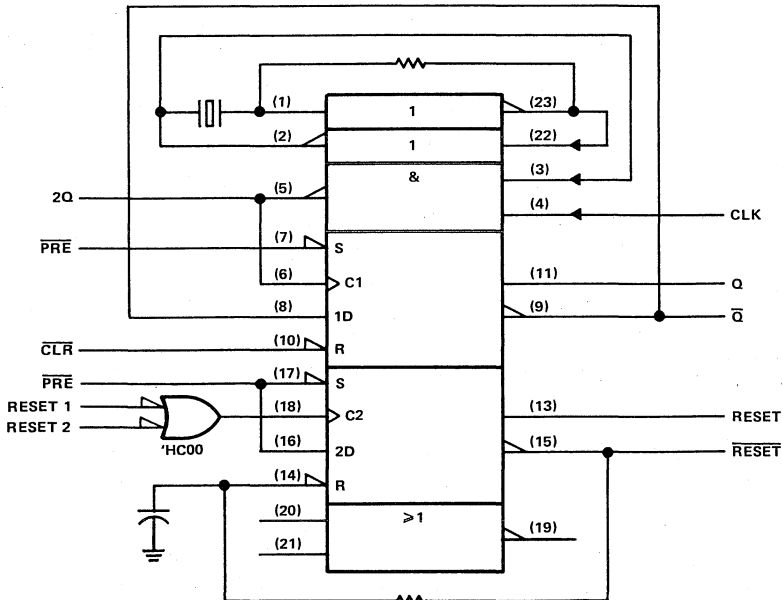 (1) 1 (23)
(2) 1 (22)
& (3)
2Q (5)
(4) CLK
PRE (7) S
(6) C1 (11) Q
(8) 1D (9) Q
CLR (10) R
PRE (17) S
RESET 1
(18) C2 (13) RESET
RESET 2
(16) 2D (15) RESET
'HC00
(14) R
(20) ⩾1
(19)
(21)